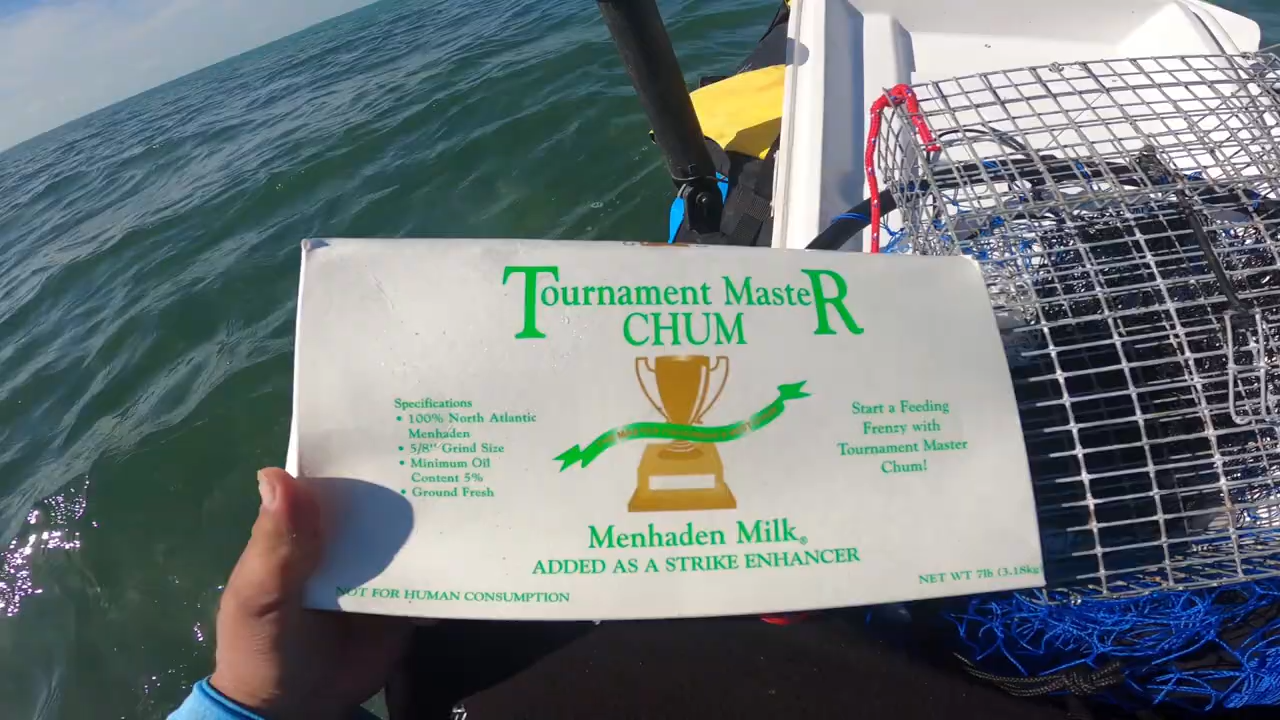 Tournament MasteR
CHUM
Specifications
• 100% North Atlantic
Menhaden
• 5/8" Grind Size
• Minimum Oil
Content 5%
• Ground Fresh
Start a Feeding
Frenzy with
Tournament Master
Chum!
Menhaden Milk®
ADDED AS A STRIKE ENHANCER
NOT FOR HUMAN CONSUMPTION
NET WT 7lb (3.18kg